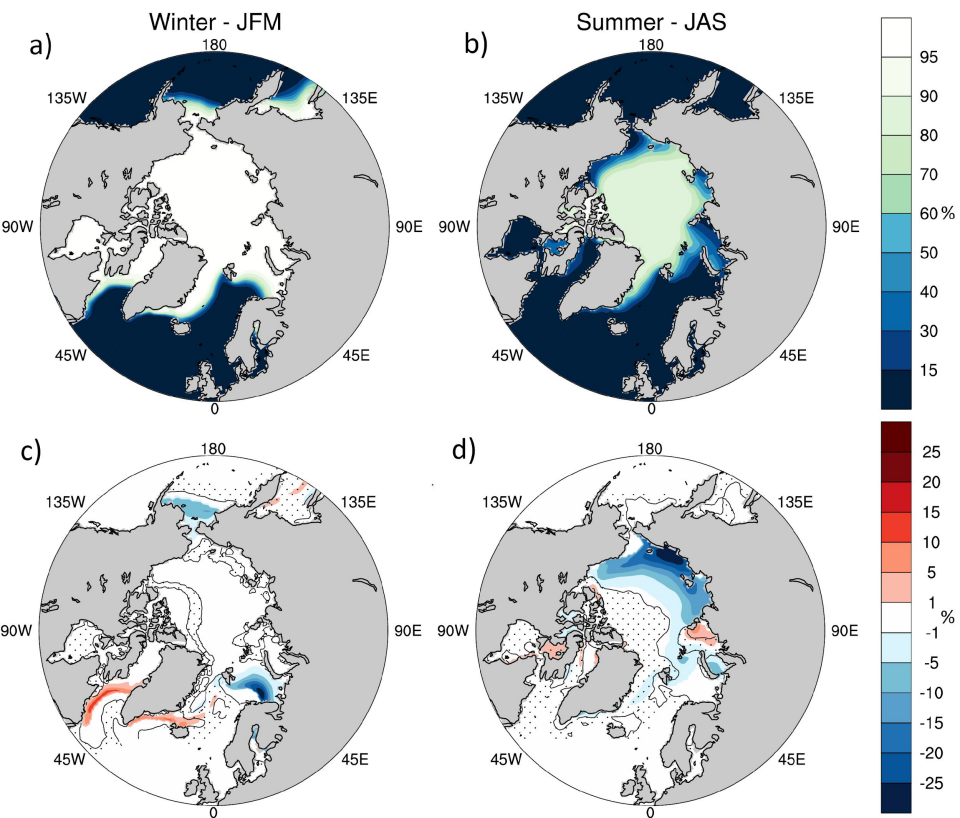 Winter - JFM
Summer - JAS
a)
180
135W
135E
90W
90E
45W
45E
0
b)
180
135W
135E
90W
90E
45W
45E
0
95
90
80
70
60 %
50
40
30
15
c)
180
135W
135E
90W
90E
45W
45E
0
d)
180
135W
135E
90W
90E
45W
45E
0
25
20
15
10
5
1
%
-1
-5
-10
-15
-20
-25